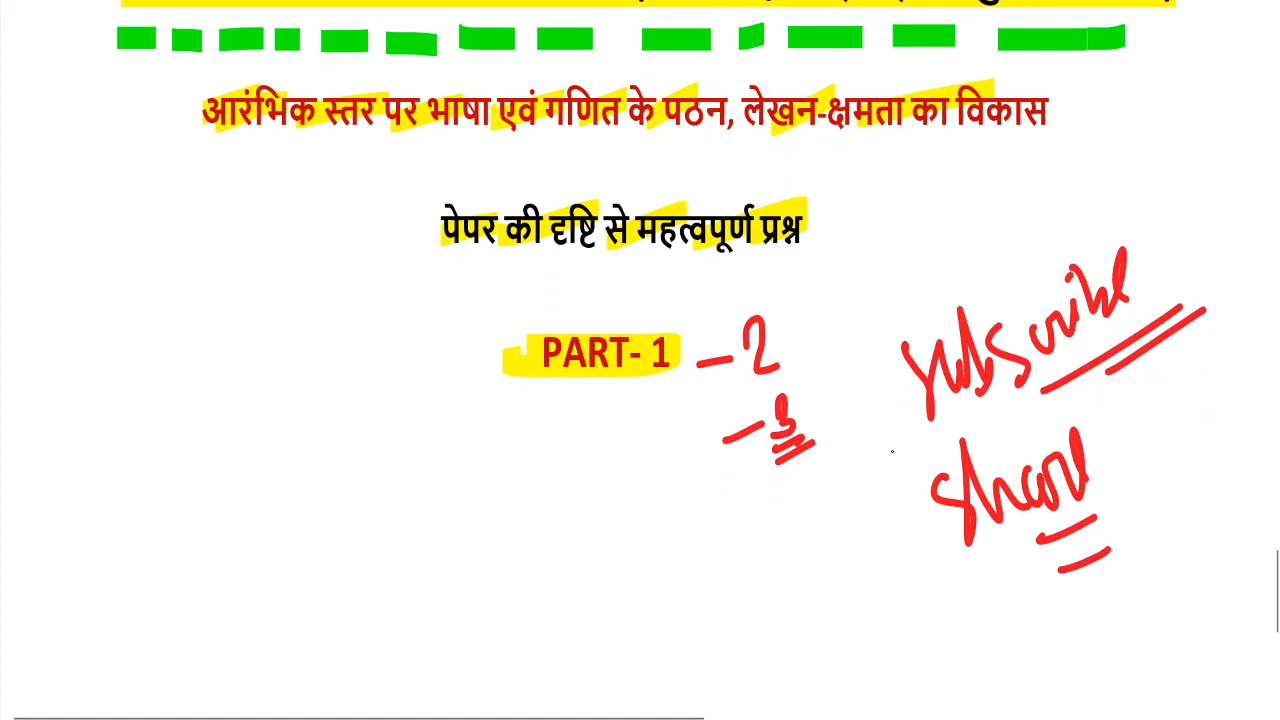 आरंभिक स्तर पर भाषा एवं गणित के पठन, लेखन-क्षमता का विकास
पेपर की दृष्टि से महत्वपूर्ण प्रश्न
PART- 1 - 2
- 3
Subscribe
Share